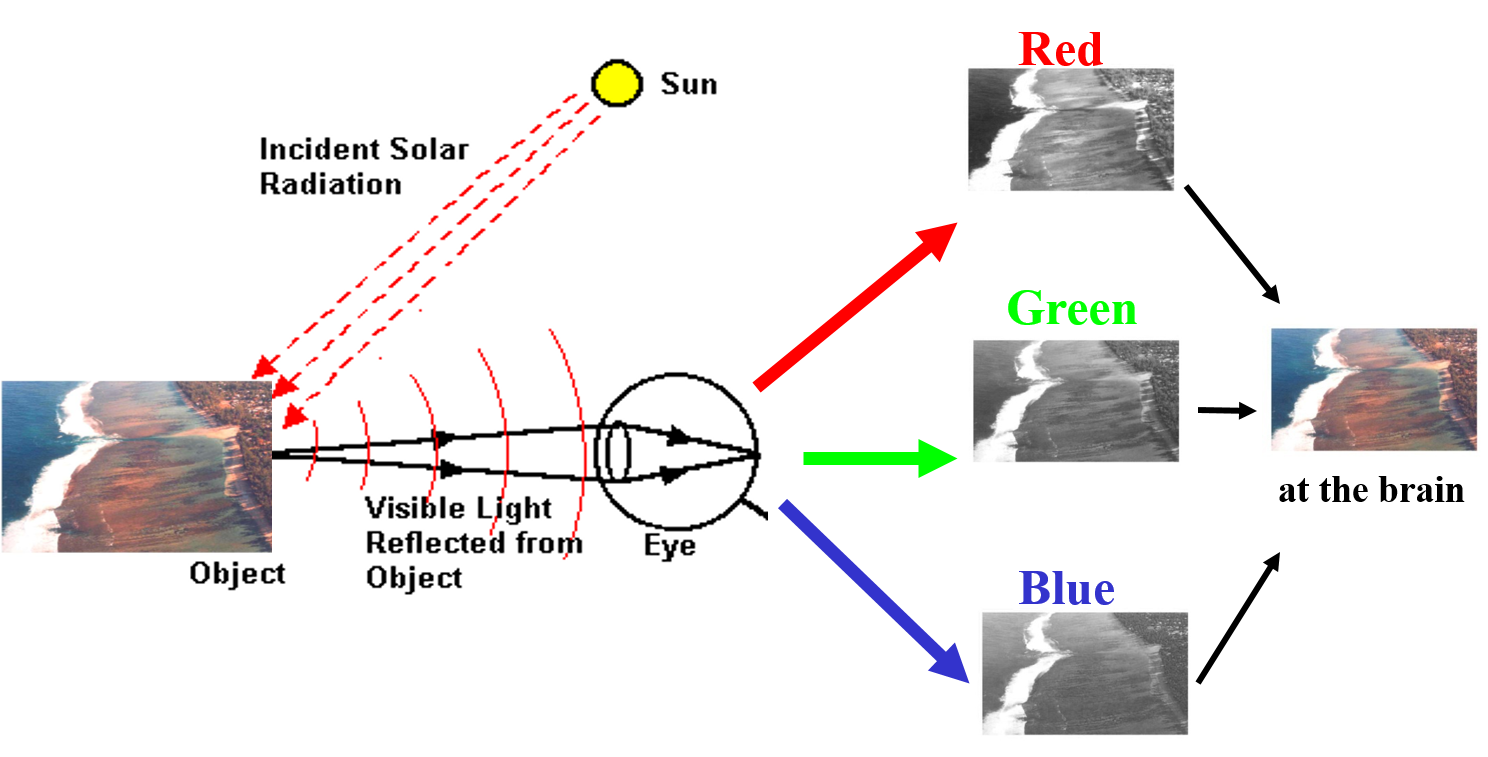 Sun
Incident Solar
Radiation
Object
Visible Light
Reflected from
Object
Eye
Red
Green
Blue
at the brain